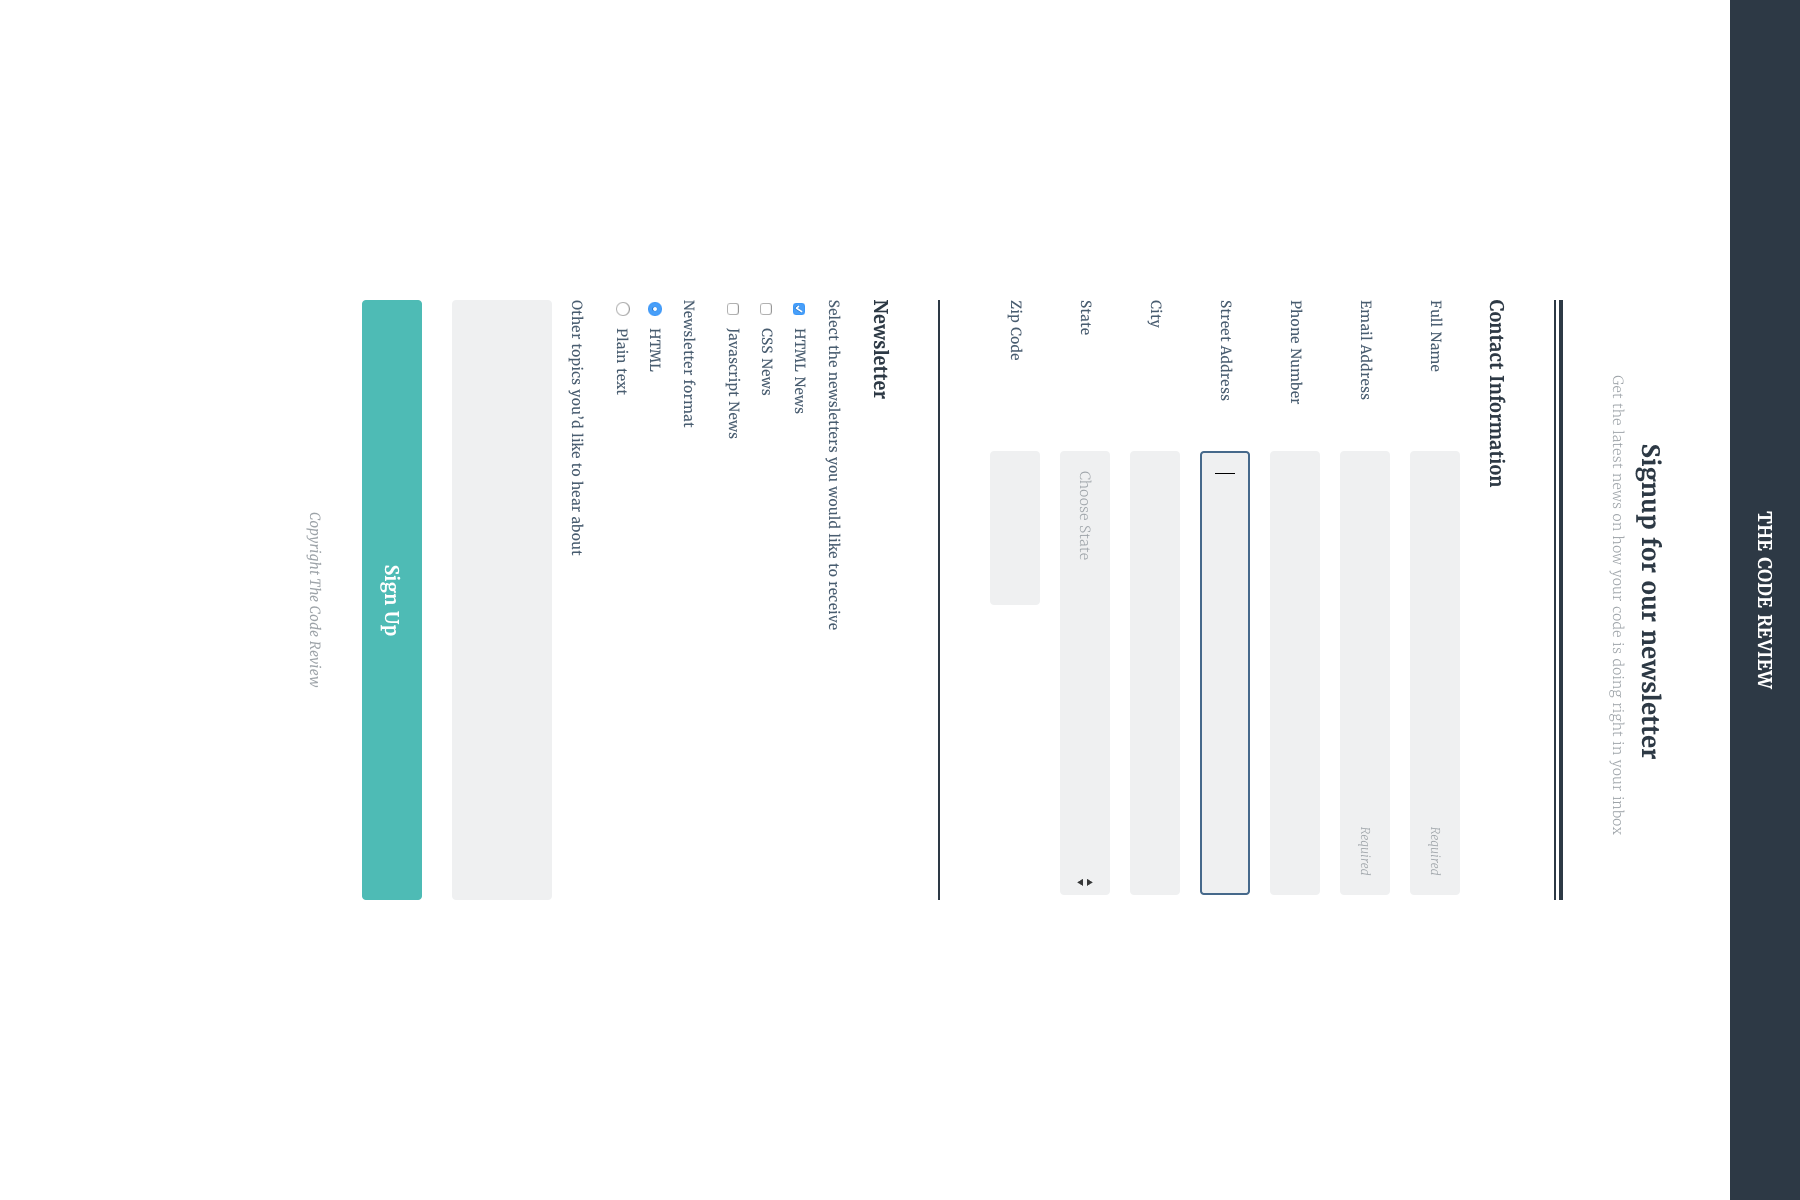 THE CODE REVIEW
Signup for our newsletter
Get the latest news on how your code is doing right in your inbox
Contact Information
Full Name
Required
Email Address
Required
Phone Number
Street Address
City
State
Choose State
Zip Code
Newsletter
Select the newsletters you would like to receive
HTML News
CSS News
Javascript News
Newsletter format
HTML
Plain text
Other topics you'd like to hear about
Sign Up
Copyright The Code Review